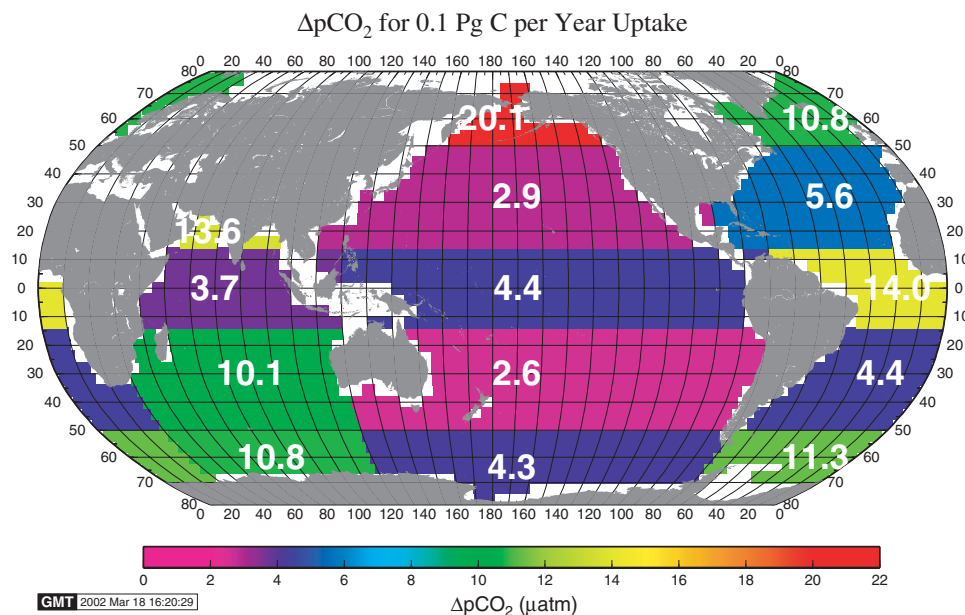 ΔpCO₂ for 0.1 Pg C per Year Uptake
0 20 40 60 80 100 120 140 160 180 160 140 120 100 80 60 40 20 0
80 80
70 70
60 20.1 10.8 60
50 50
40 40
30 2.9 5.6 30
20 13.6 20
10 10
0 3.7 4.4 14.0 0
10 10
20 20
30 10.1 2.6 4.4 30
40 40
50 50
60 10.8 4.3 11.3 60
70 70
80 80
0 20 40 60 80 100 120 140 160 180 160 140 120 100 80 60 40 20 0
0 2 4 6 8 10 12 14 16 18 20 22
GMT 2002 Mar 18 16:20:29
ΔpCO₂ (μatm)